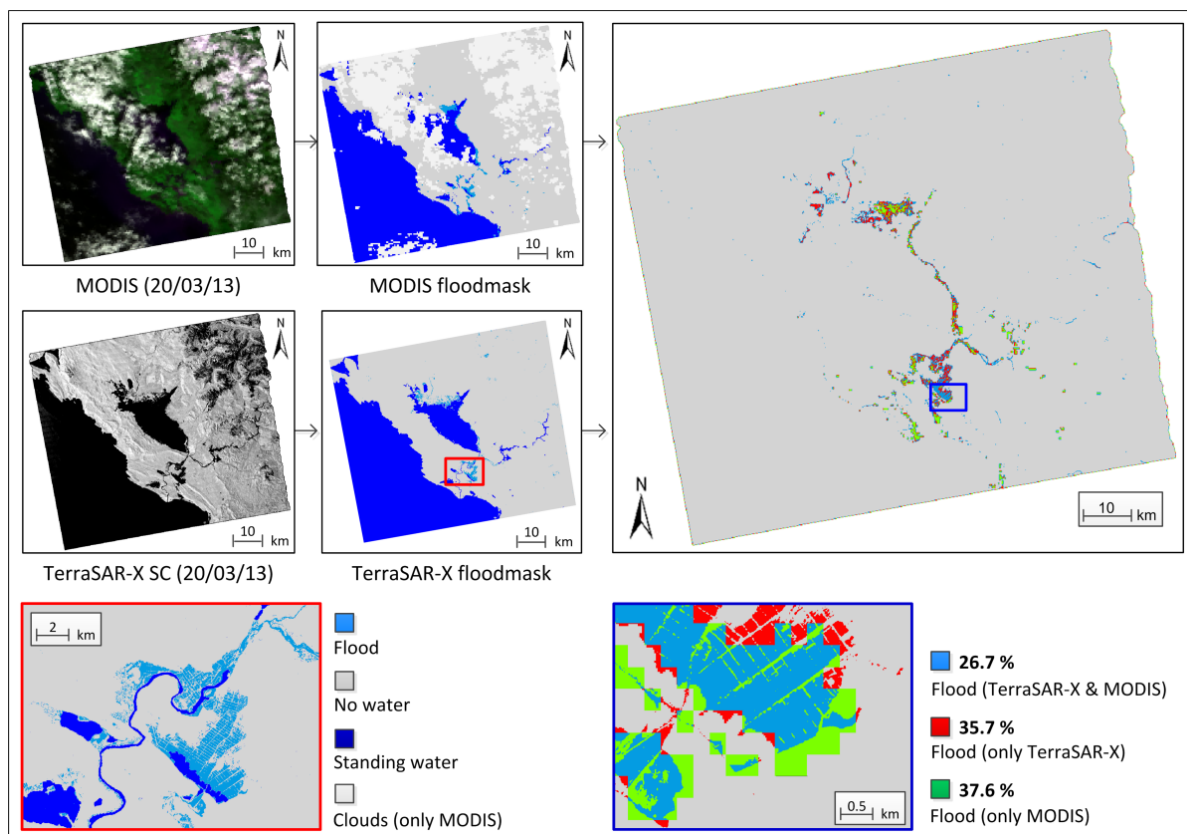 N
10
km
MODIS (20/03/13)
N
10
km
MODIS floodmask
N
10
km
TerraSAR-X SC (20/03/13)
N
10
km
TerraSAR-X floodmask
N
10
km
2
km
Flood
No water
Standing water
Clouds (only MODIS)
0.5
km
26.7 %
Flood (TerraSAR-X & MODIS)
35.7 %
Flood (only TerraSAR-X)
37.6 %
Flood (only MODIS)